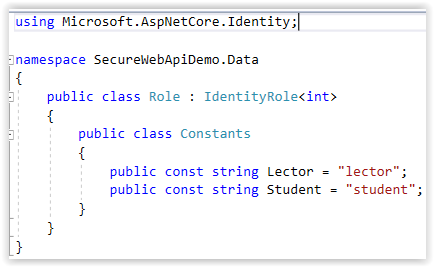 using Microsoft.AspNetCore.Identity;
namespace SecureWebApiDemo.Data
{
    public class Role : IdentityRole<int>
    {
        public class Constants
        {
            public const string Lector = "lector";
            public const string Student = "student";
        }
    }
}